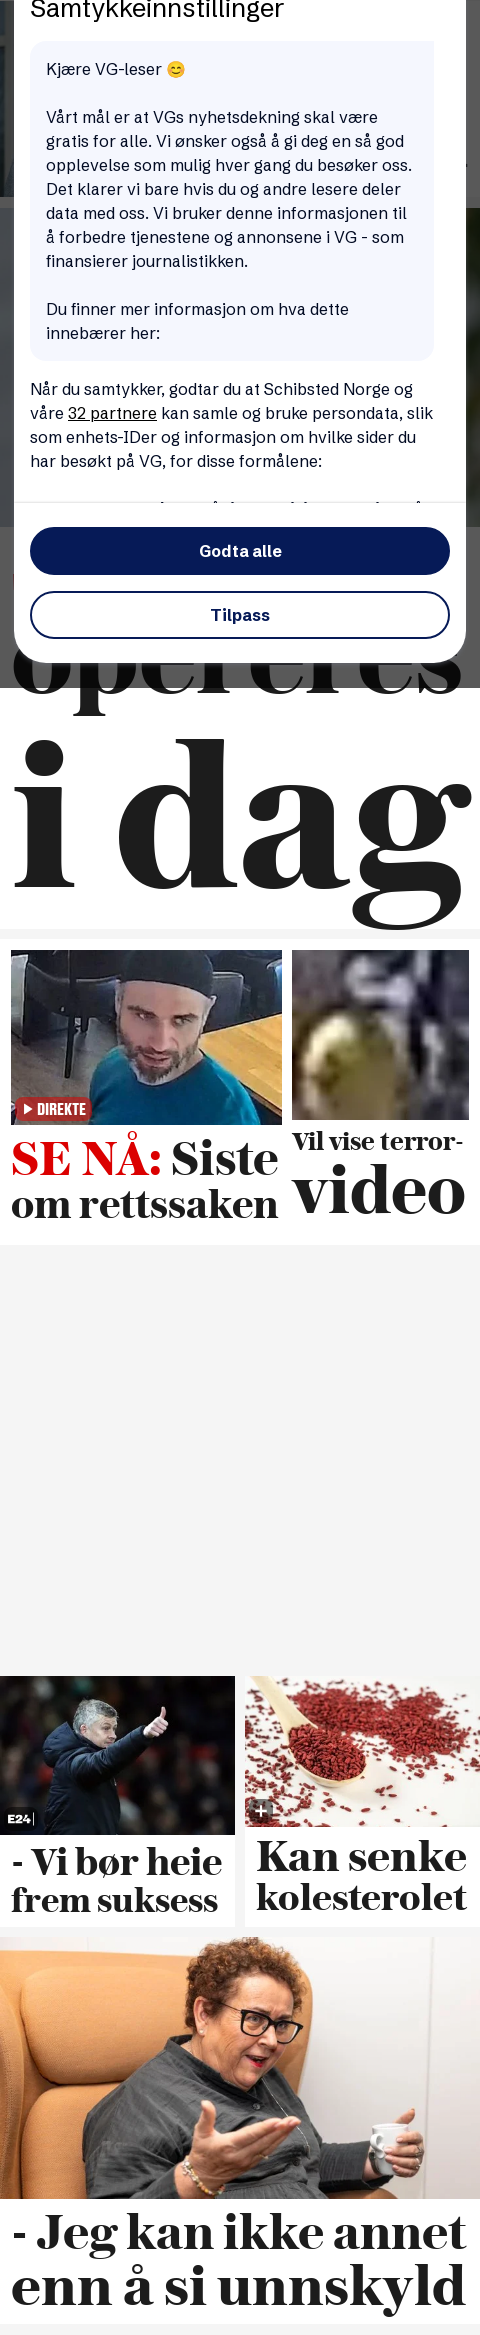 Samtykkeinnstillinger
Kjære VG-leser 😊
Vårt mål er at VGs nyhetsdekning skal være
gratis for alle. Vi ønsker også å gi deg en så god
opplevelse som mulig hver gang du besøker oss.
Det klarer vi bare hvis du og andre lesere deler
data med oss. Vi bruker denne informasjonen til
å forbedre tjenestene og annonsene i VG - som
finansierer journalistikken.
Du finner mer informasjon om hva dette
innebærer her:
Når du samtykker, godtar du at Schibsted Norge og
våre 32 partnere kan samle og bruke persondata, slik
som enhets-IDer og informasjon om hvilke sider du
har besøkt på VG, for disse formålene:
Godta alle
Tilpass
opereres
i dag
DIREKTE
SE NÅ: Siste
om rettssaken
Vil vise terror-
video
E24
- Vi bør heie
frem suksess
Kan senke
kolesterolet
- Jeg kan ikke annet
enn å si unnskyld